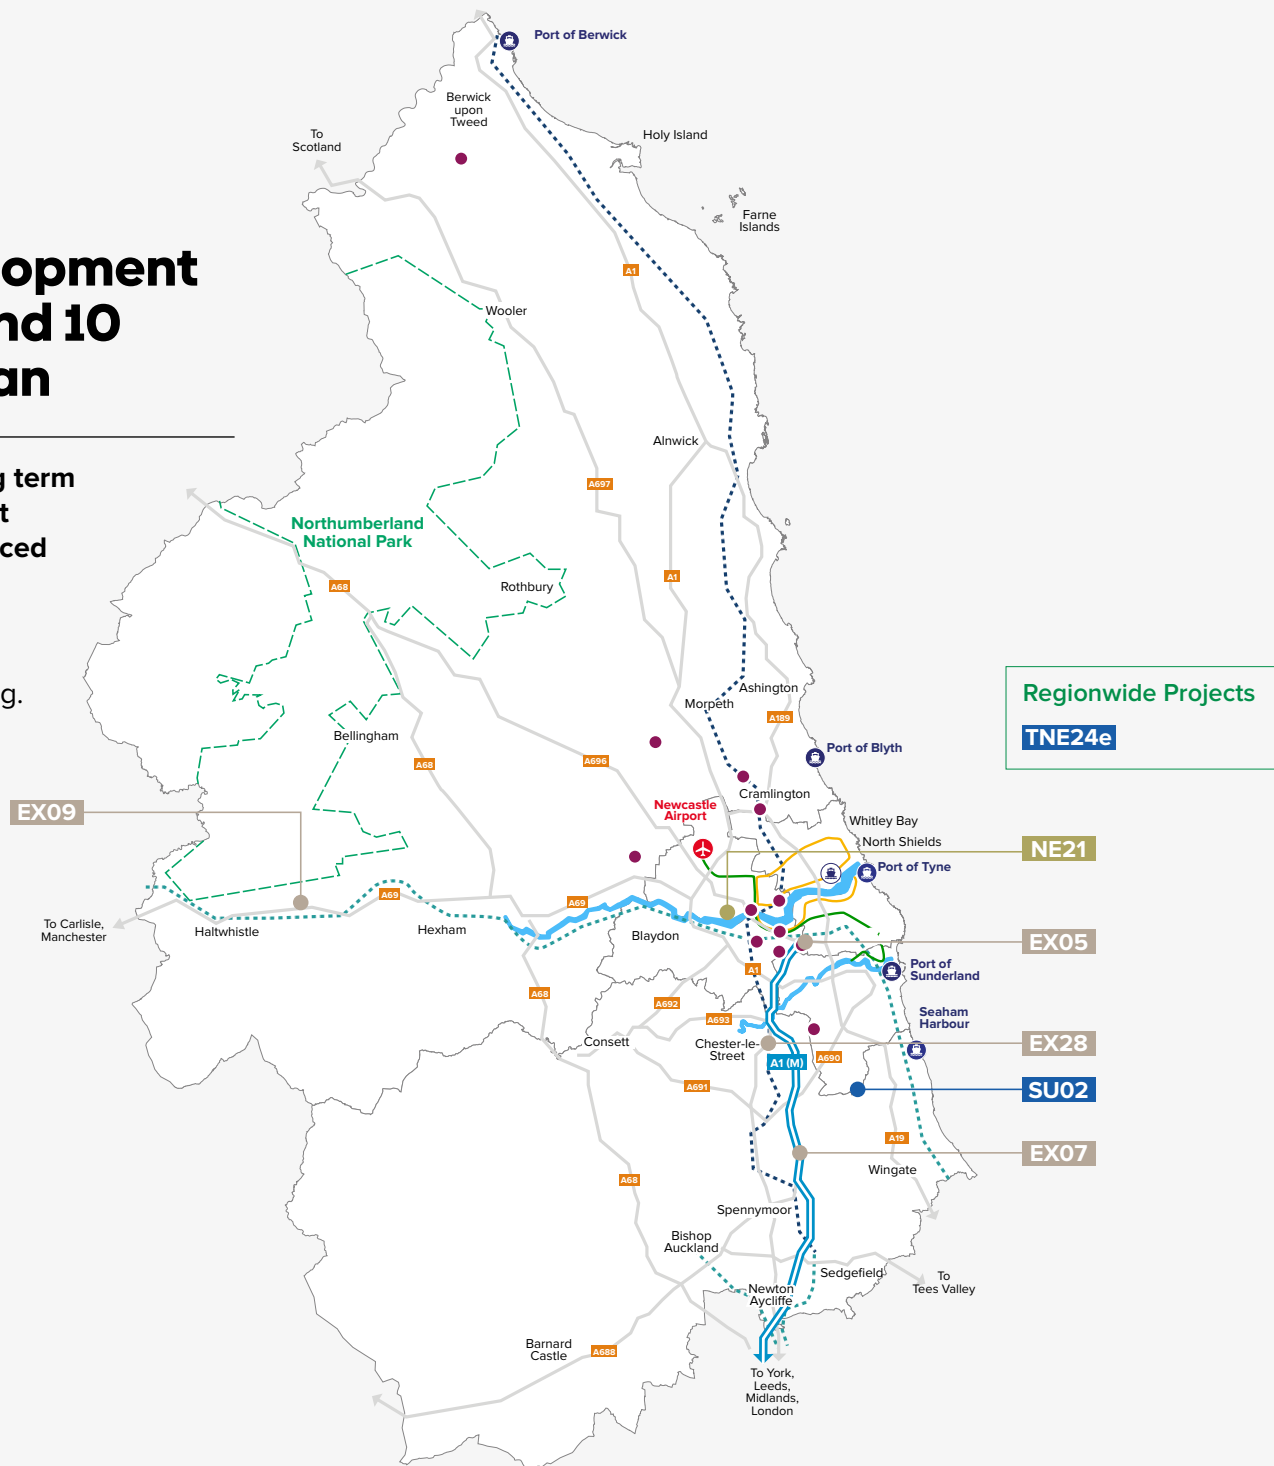 Port of Berwick
Berwick
upon
Tweed
To
Scotland
Holy Island
Farne
Islands
lopment
nd 10
an
A1
Wooler
Alnwick
g term
t
ced
A697
Northumberland
National Park
A1
A68
Rothbury
g.
Ashington
Morpeth
A189
Regionwide Projects
TNE24e
Bellingham
Port of Blyth
A68
A696
Cramlington
EX09
Newcastle
Airport
Whitley Bay
North Shields
NE21
Port of Tyne
A69
A69
To Carlisle,
Manchester
Haltwhistle
Hexham
Blaydon
EX05
A1
Port of
Sunderland
A68
A692
A693
Seaham
Harbour
Consett
Chester-le-
Street
EX28
A1 (M)
A690
A691
SU02
A19
EX07
Wingate
A68
Spennymoor
Bishop
Auckland
Sedgefield
To
Tees Valley
Newton
Aycliffe
Barnard
Castle
A688
To York,
Leeds,
Midlands,
London